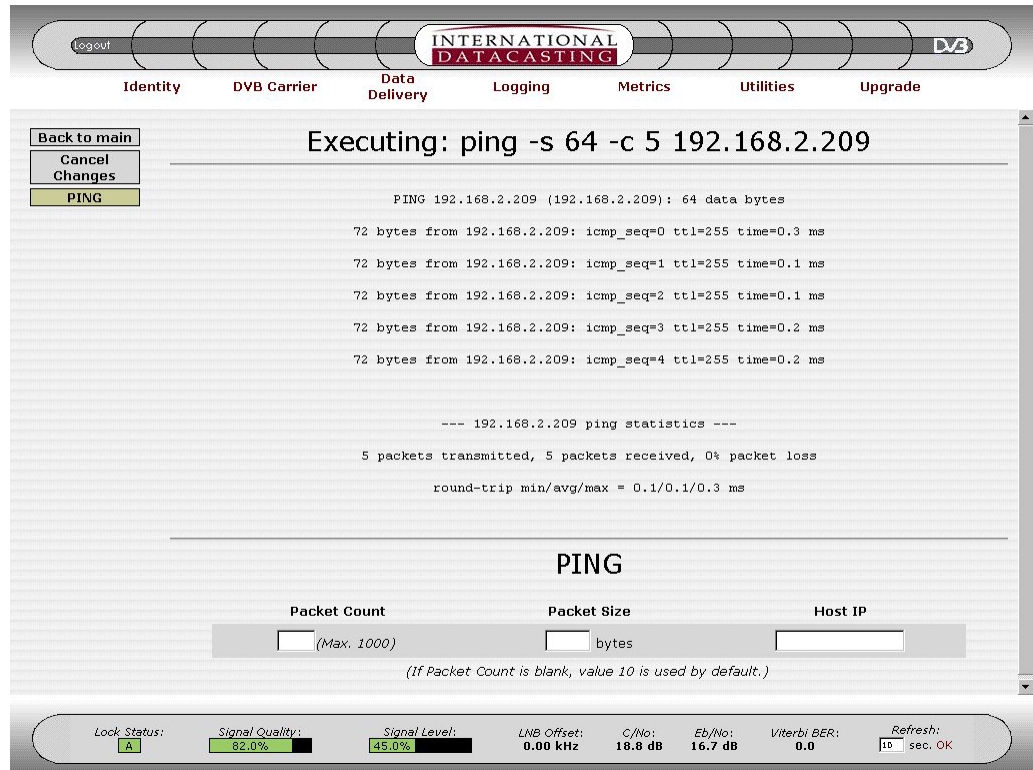 Logout
INTERNATIONAL
DATACASTING
DVB
Identity
DVB Carrier
Data
Delivery
Logging
Metrics
Utilities
Upgrade
Back to main
Cancel
Changes
PING
Executing: ping -s 64 -c 5 192.168.2.209
PING 192.168.2.209 (192.168.2.209): 64 data bytes
72 bytes from 192.168.2.209: icmp_seq=0 ttl=255 time=0.3 ms
72 bytes from 192.168.2.209: icmp_seq=1 ttl=255 time=0.1 ms
72 bytes from 192.168.2.209: icmp_seq=2 ttl=255 time=0.1 ms
72 bytes from 192.168.2.209: icmp_seq=3 ttl=255 time=0.2 ms
72 bytes from 192.168.2.209: icmp_seq=4 ttl=255 time=0.2 ms
--- 192.168.2.209 ping statistics ---
5 packets transmitted, 5 packets received, 0% packet loss
round-trip min/avg/max = 0.1/0.1/0.3 ms
PING
Packet Count
Packet Size
Host IP
(Max. 1000)
bytes
(If Packet Count is blank, value 10 is used by default.)
Lock Status:
A
Signal Quality:
82.0%
Signal Level:
45.0%
LNB Offset:
0.00 kHz
C/No:
18.8 dB
Eb/No:
16.7 dB
Viterbi BER:
0.0
Refresh:
10 sec. OK